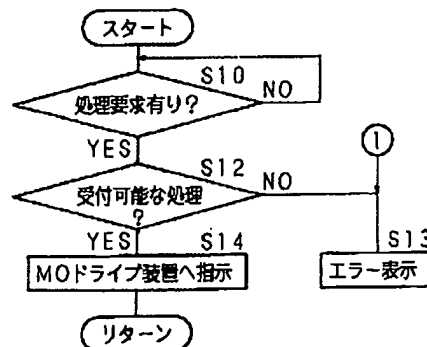 スタート
S10
処理要求有り?
NO
YES
S12
①
受付可能な処理
?
NO
YES
S14
S13
MOドライブ装置へ指示
エラー表示
リターン